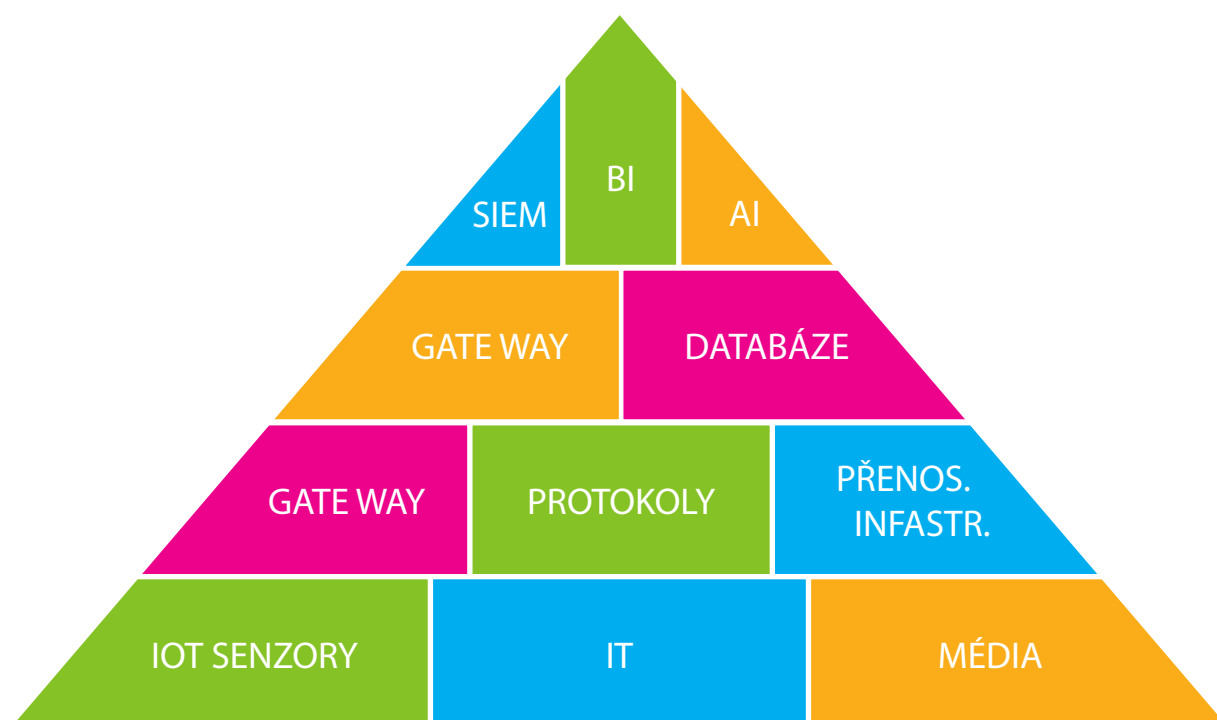 BI
SIEM
AI
GATE WAY
DATABÁZE
GATE WAY
PROTOKOLY
PŘENOS.
INFASTR.
IOT SENZORY
IT
MÉDIA